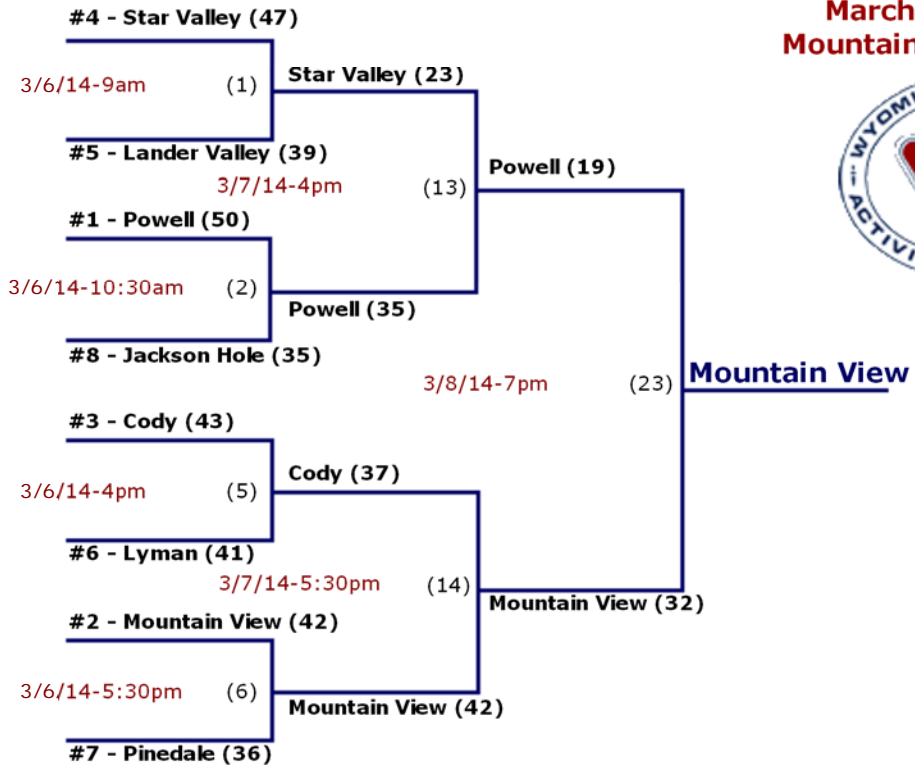 #4 - Star Valley (47)
March
Mountain
3/6/14-9am
(1)
Star Valley (23)
#5 - Lander Valley (39)
3/7/14-4pm
(13)
Powell (19)
#1 - Powell (50)
3/6/14-10:30am
(2)
Powell (35)
#8 - Jackson Hole (35)
3/8/14-7pm
(23)
Mountain View
#3 - Cody (43)
Cody (37)
3/6/14-4pm
(5)
#6 - Lyman (41)
3/7/14-5:30pm
(14)
Mountain View (32)
#2 - Mountain View (42)
3/6/14-5:30pm
(6)
Mountain View (42)
#7 - Pinedale (36)